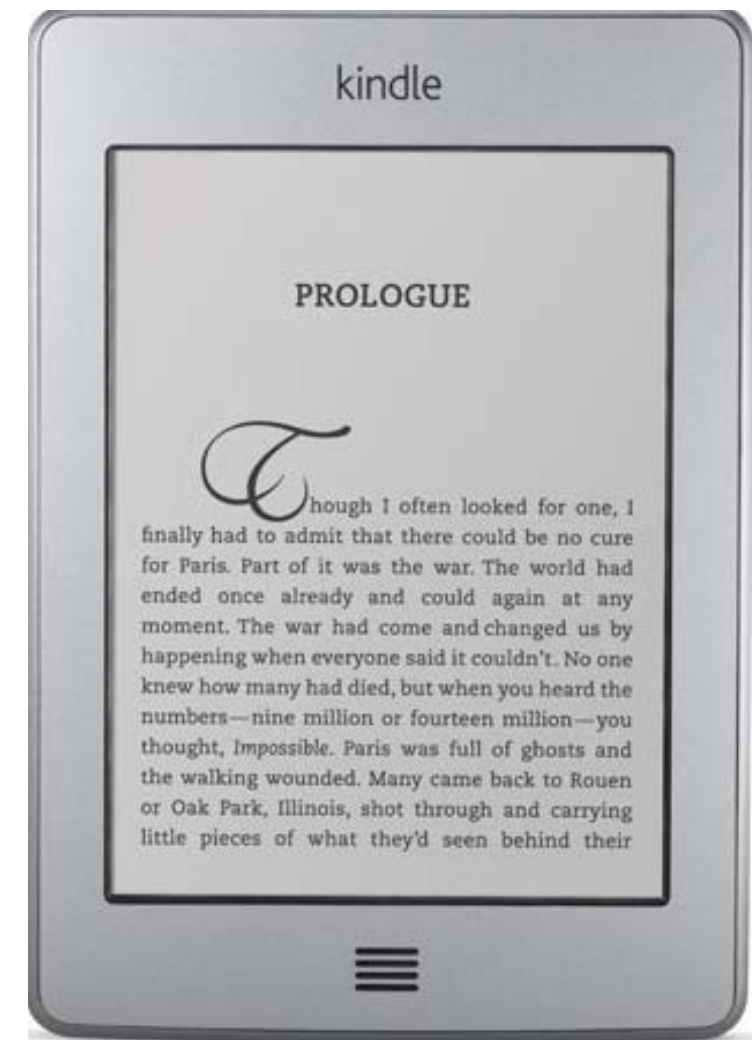 kindle
PROLOGUE
Though I often looked for one, I
finally had to admit that there could be no cure
for Paris. Part of it was the war. The world had
ended once already and could again at any
moment. The war had come and changed us by
happening when everyone said it couldn't. No one
knew how many had died, but when you heard the
numbers—nine million or fourteen million—you
thought, Impossible. Paris was full of ghosts and
the walking wounded. Many came back to Rouen
or Oak Park, Illinois, shot through and carrying
little pieces of what they'd seen behind their